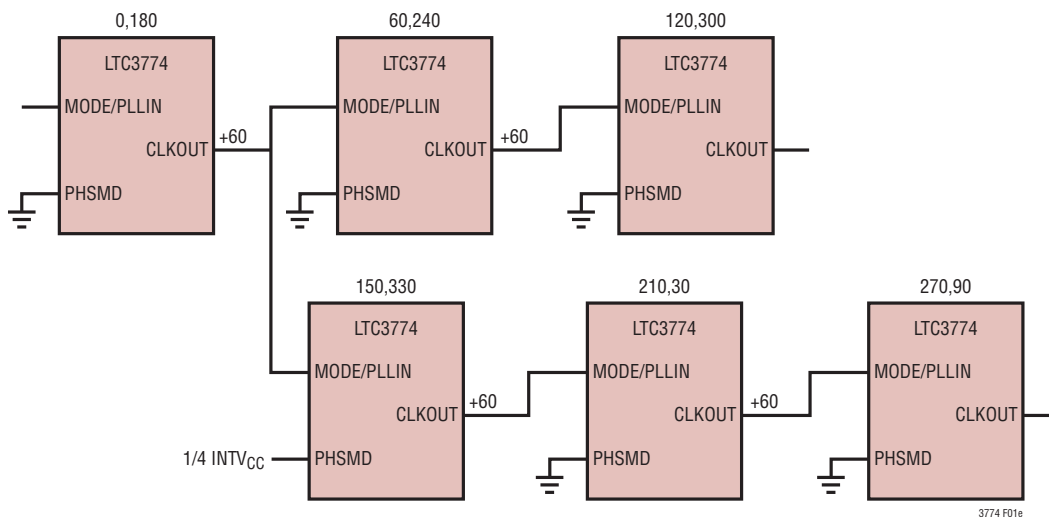 0,180
LTC3774
MODE/PLLIN
CLKOUT
+60
PHSMD
60,240
LTC3774
MODE/PLLIN
CLKOUT
+60
PHSMD
120,300
LTC3774
MODE/PLLIN
CLKOUT
PHSMD
150,330
LTC3774
MODE/PLLIN
CLKOUT
+60
1/4 INTVCC
PHSMD
210,30
LTC3774
MODE/PLLIN
CLKOUT
+60
PHSMD
270,90
LTC3774
MODE/PLLIN
CLKOUT
PHSMD
3774 F01e